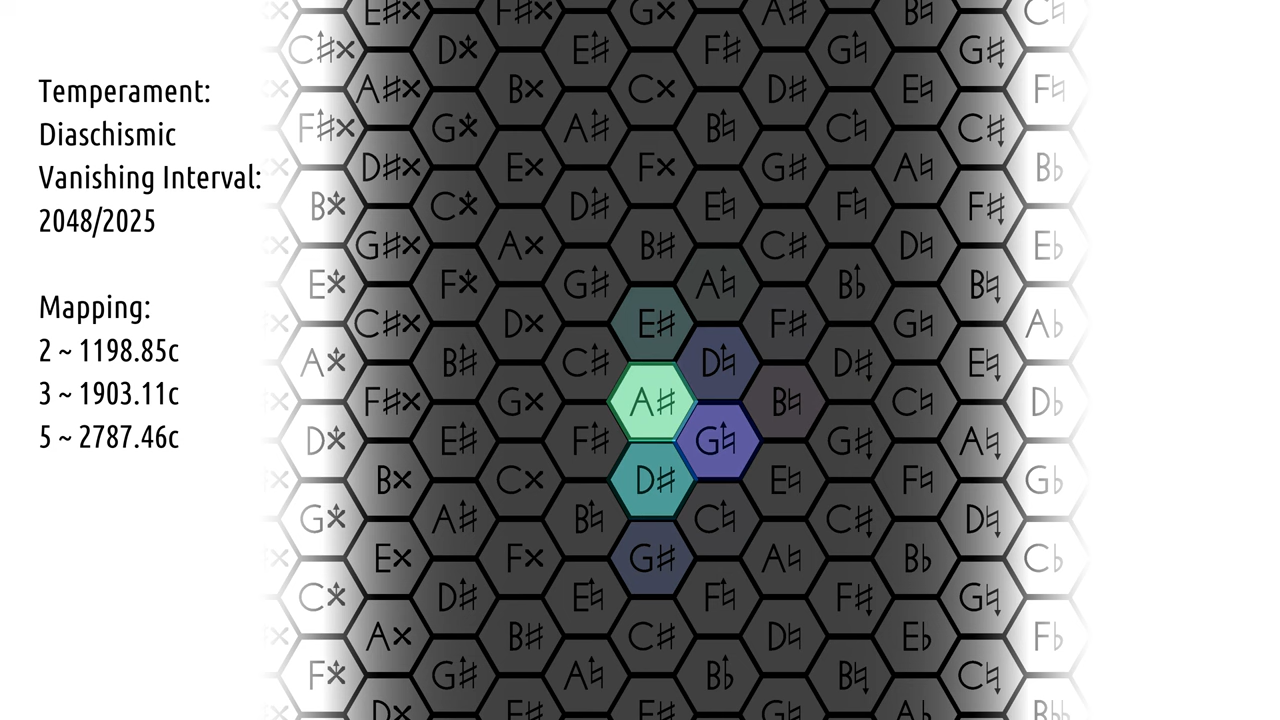 Temperament:
Diaschismic
Vanishing Interval:
2048/2025
Mapping:
2 ~ 1198.85c
3 ~ 1903.11c
5 ~ 2787.46c
× E♯× F♯× G× A♯ B♮ C♮
C𝄰× D×↑ E𝄰 F𝄰 G𝄮 G𝄱
× A♯× B× C× D♯ E♮ F♮
F𝄰× G×↑ A𝄰 B𝄮 C𝄮 C𝄱
× D♯× E× F× G♯ A♮ B♭
B×↑ C×↑ D𝄰 E𝄮 F𝄮 F𝄱
× G♯× A× B♯ C♯ D♮ E♭
E×↑ F×↑ G𝄰 A𝄮 B𝄬 B𝄯
× C♯× D× E♯ F♯ G♮ A♭
A×↑ B𝄰 C𝄰 D𝄮 D𝄱 E𝄯
× F♯× G× A♯ B♮ C♮ D♭
D×↑ E𝄰 F𝄰 G𝄮 G𝄱 A𝄯
× B× C× D♯ E♮ F♮ G♭
G×↑ A𝄰 B𝄮 C𝄮 C𝄱 D𝄯
× E× F× G♯ A♮ B♭ C♭
C×↑ D𝄰 E𝄮 F𝄮 F𝄱 G𝄯
× A× B♯ C♯ D♮ E♭ F♭
F×↑ G𝄰 A𝄮 B𝄬 B𝄯 C𝄯
× D× E♯ F♯ G♮ A♭ B♭♭